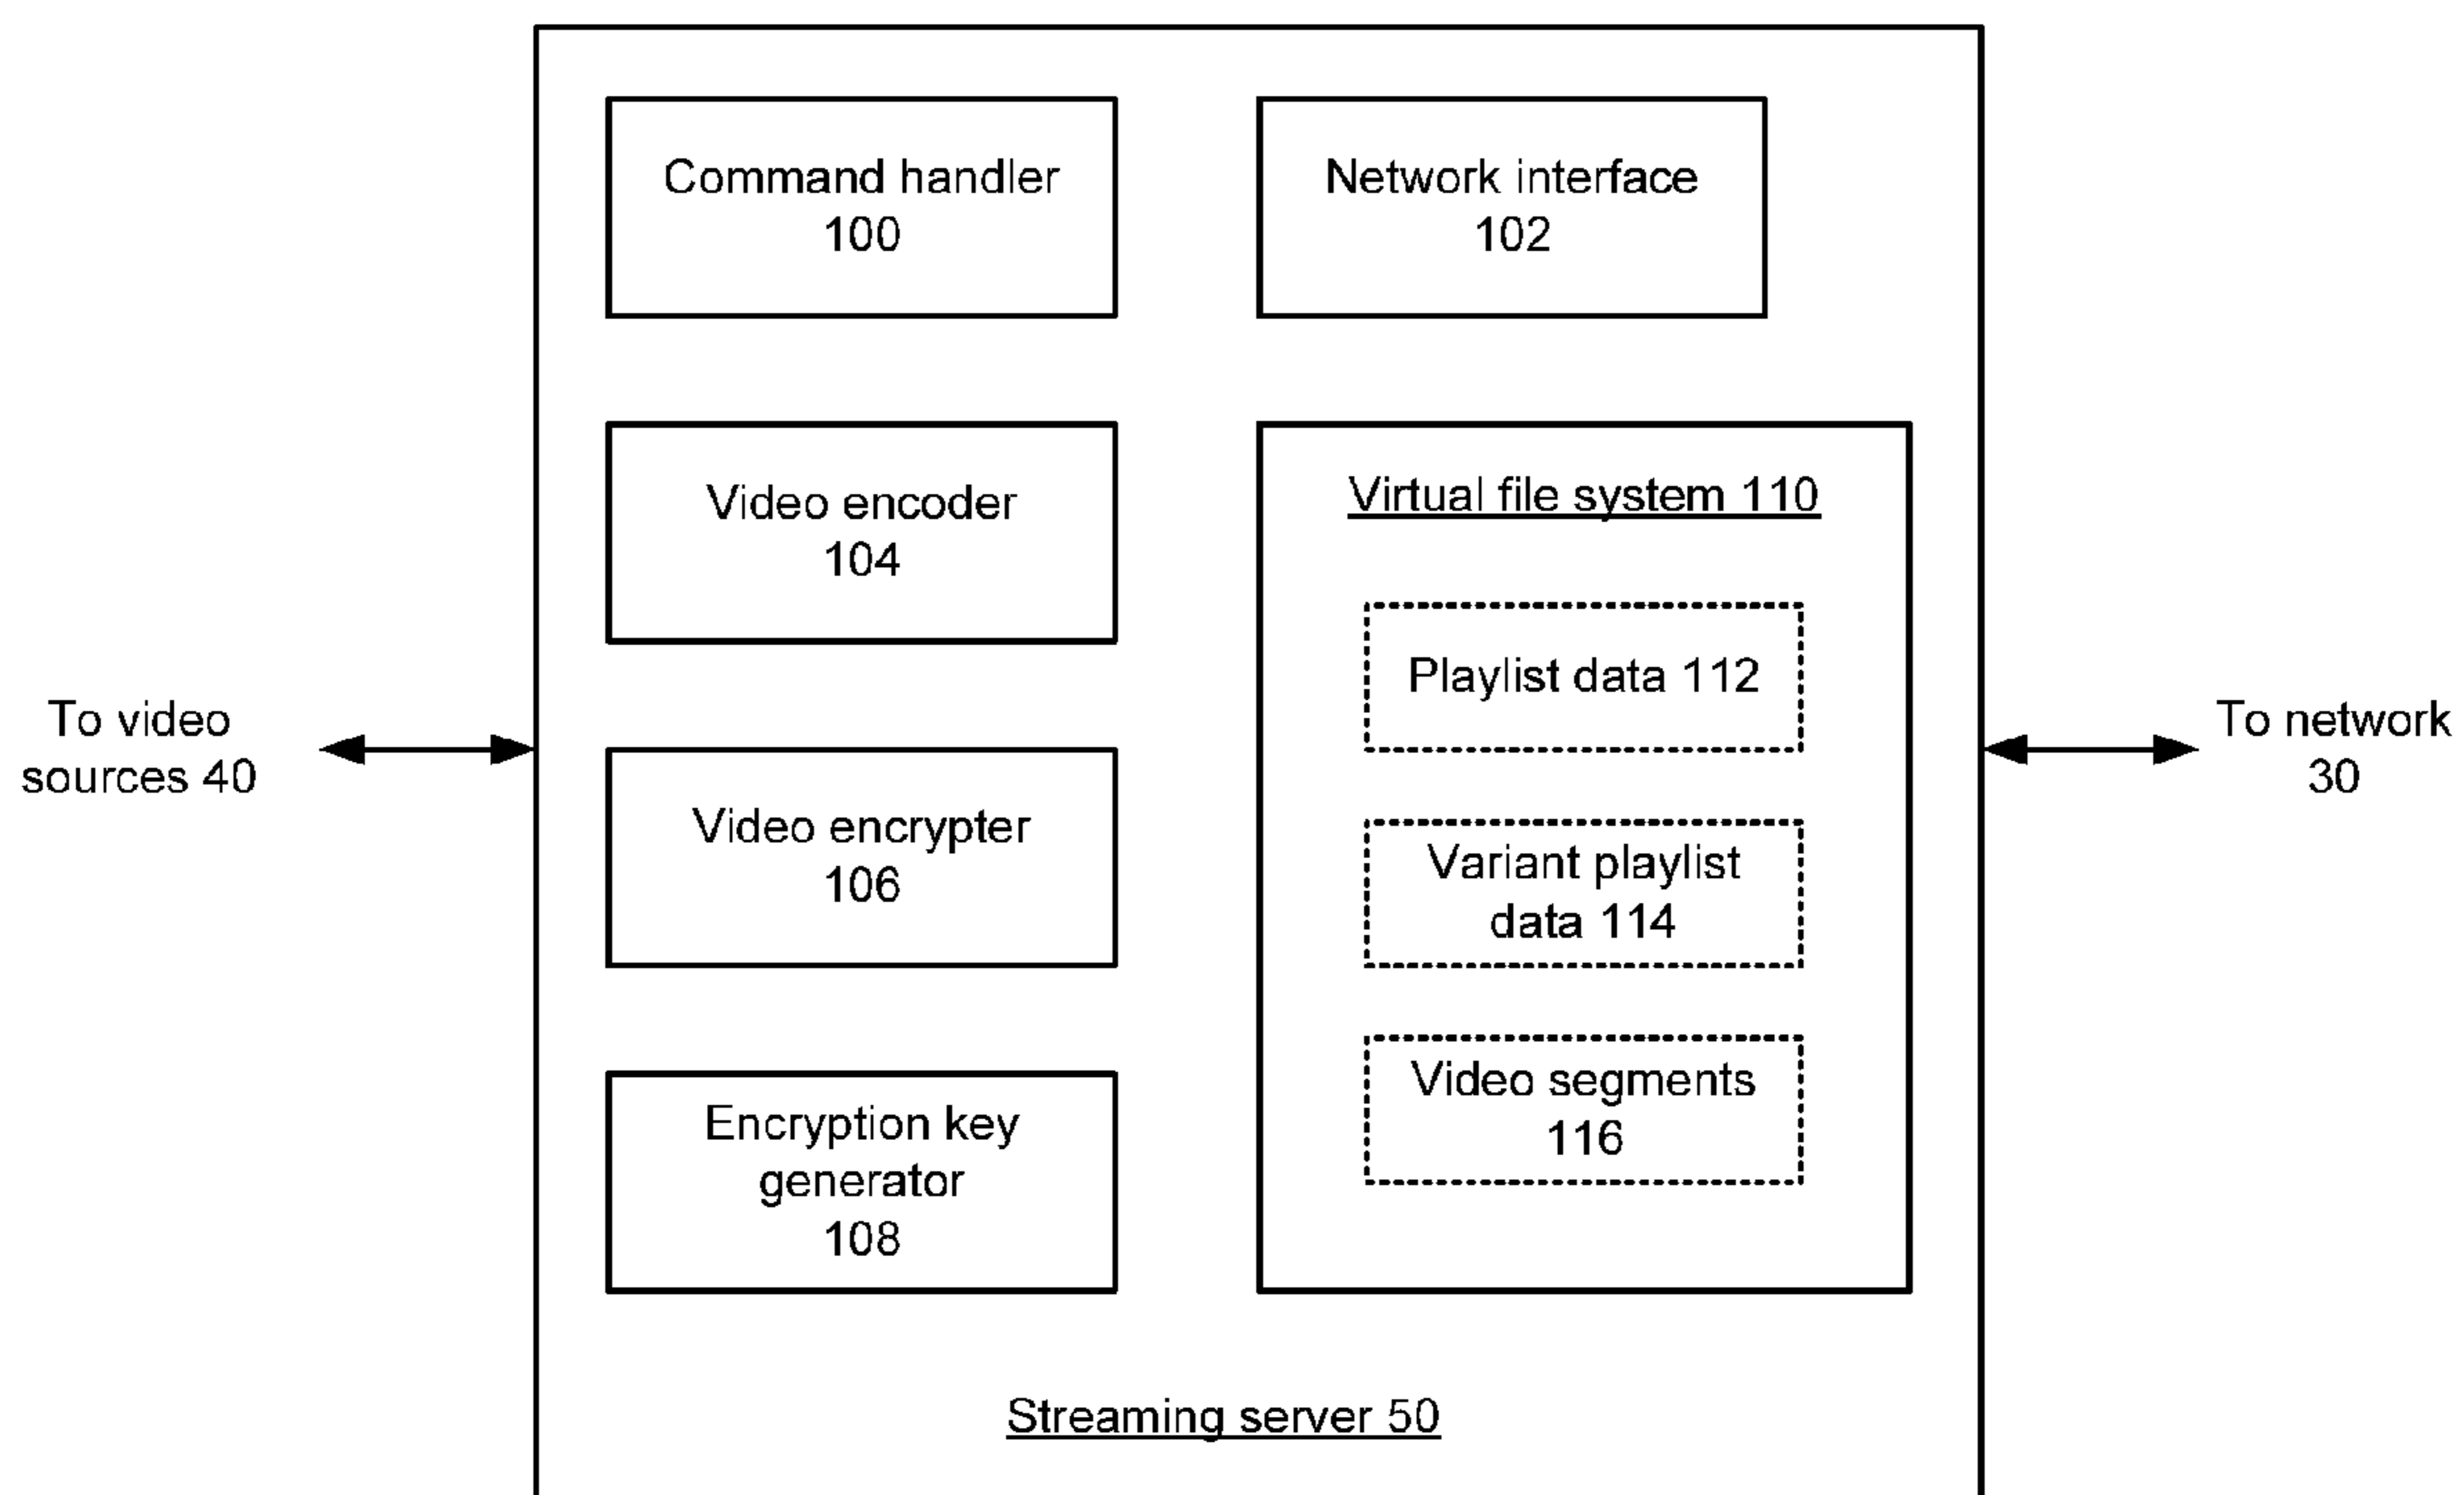 Command handler
100
Network interface
102
Video encoder
104
Virtual file system 110
Playlist data 112
To video
sources 40
To network
30
Video encrypter
106
Variant playlist
data 114
Encryption key
generator
108
Video segments
116
Streaming server 50